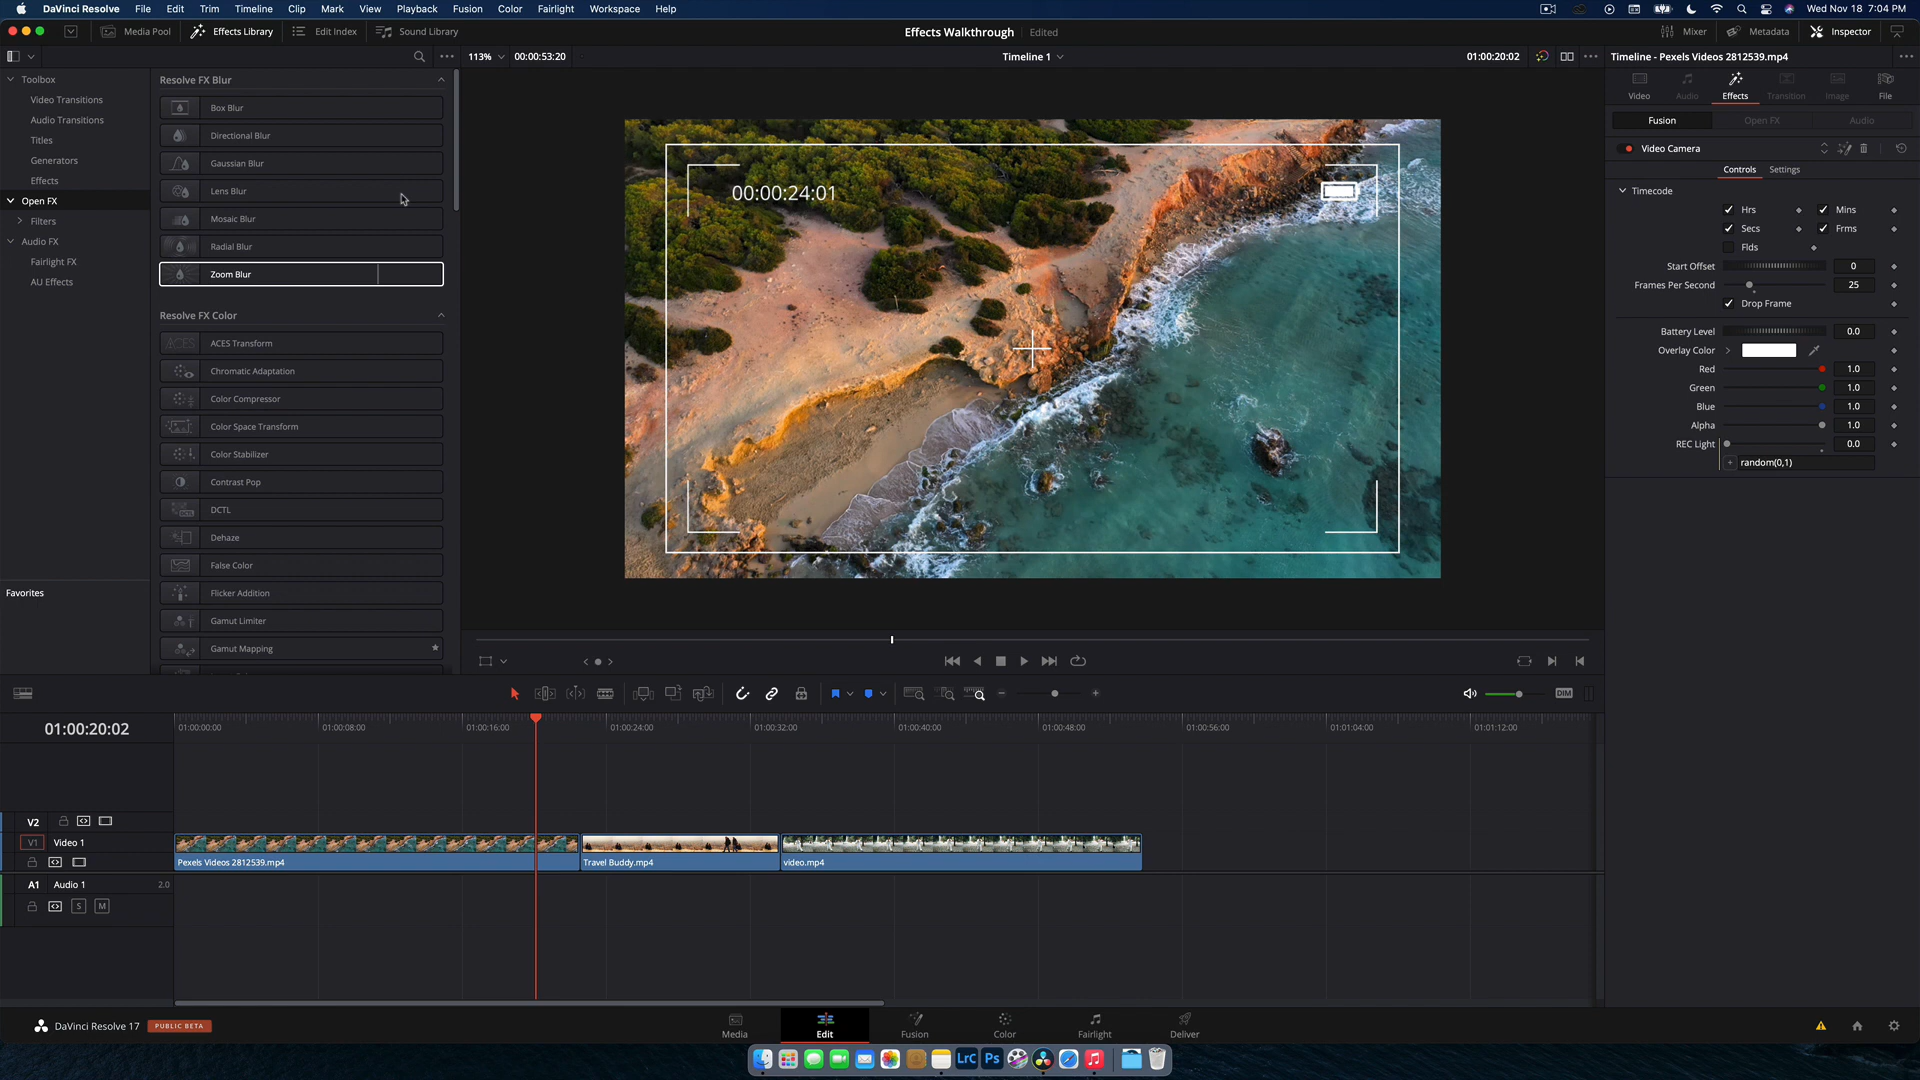 DaVinci Resolve File Edit Trim Timeline Clip Mark View Playback Fusion Color Fairlight Workspace Help Wed Nov 18 7:04 PM
Media Pool Effects Library Edit Index Sound Library Effects Walkthrough Edited Mixer Metadata Inspector
113% 00:00:53:20 Timeline 1 01:00:20:02 Timeline - Pexels Videos 2812539.mp4
Toolbox
Video Transitions
Audio Transitions
Titles
Generators
Effects
Open FX
Filters
Audio FX
Fairlight FX
AU Effects
Favorites
Resolve FX Blur
Box Blur
Directional Blur
Gaussian Blur
Lens Blur
Mosaic Blur
Radial Blur
Zoom Blur
Resolve FX Color
ACES Transform
Chromatic Adaptation
Color Compressor
Color Space Transform
Color Stabilizer
Contrast Pop
DCTL
Dehaze
False Color
Flicker Addition
Gamut Limiter
Gamut Mapping
00:00:24:01
Video Audio Effects Transition Image File
Fusion Open FX Audio
Video Camera
Controls Settings
Timecode
Hrs Mins
Secs Frms
Flds
Start Offset 0
Frames Per Second 25
Drop Frame
Battery Level 0.0
Overlay Color
Red 1.0
Green 1.0
Blue 1.0
Alpha 1.0
REC Light 0.0
random(0,1)
DIM
01:00:20:02 01:00:00:00 01:00:08:00 01:00:16:00 01:00:24:00 01:00:32:00 01:00:40:00 01:00:48:00 01:00:56:00 01:01:04:00 01:01:12:00
V2
V1 Video 1
Pexels Videos 2812539.mp4 Travel Buddy.mp4 video.mp4
A1 Audio 1 2.0
S M
DaVinci Resolve 17 PUBLIC BETA Media Edit Fusion Color Fairlight Deliver
LrC Ps